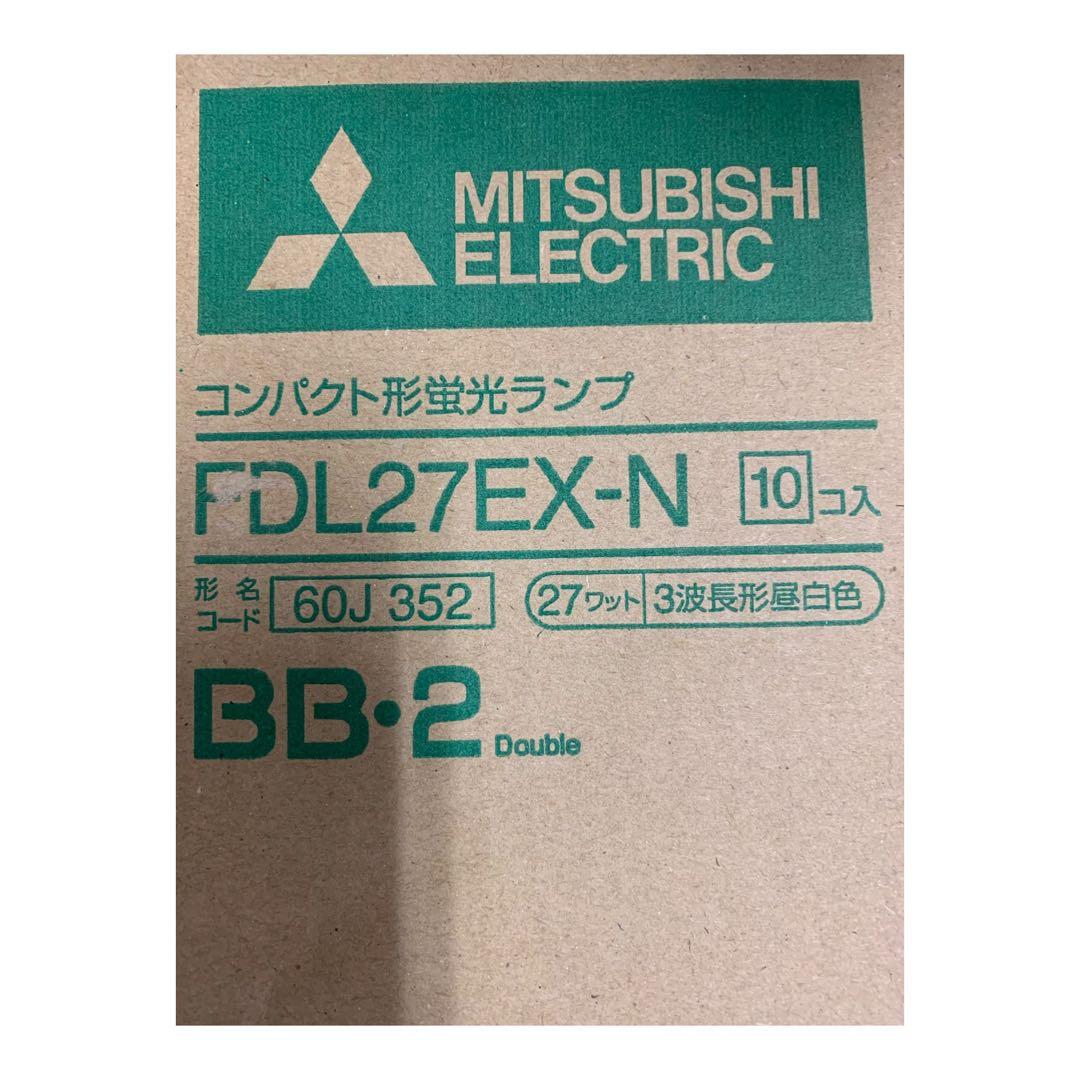 MITSUBISHI
ELECTRIC
コンパクト形蛍光ランプ
FDL27EX-N 10コ入
形名コード 60J 352 27ワット 3波長形昼白色
BB・2 Double